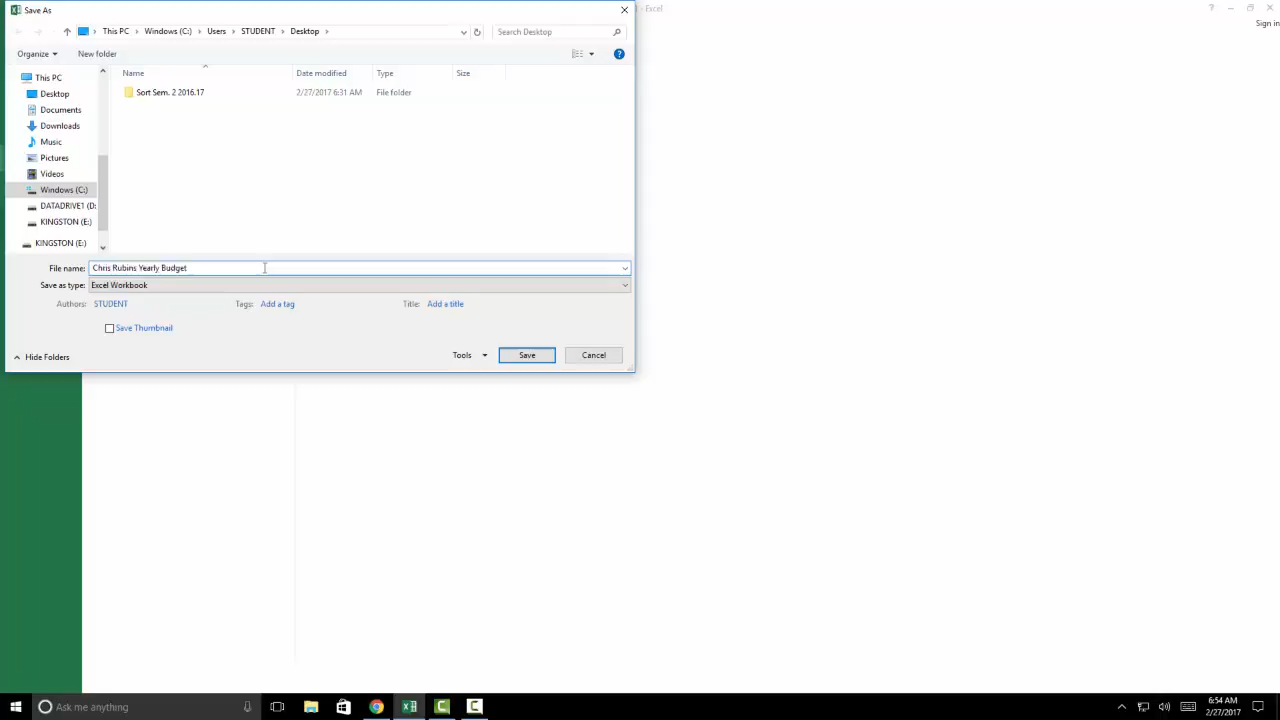 Save As
- Excel
Sign in
This PC > Windows (C:) > Users > STUDENT > Desktop >
Search Desktop
Organize
New folder
Name Date modified Type Size
Sort Sem. 2 2016.17 2/27/2017 6:31 AM File folder
This PC
Desktop
Documents
Downloads
Music
Pictures
Videos
Windows (C:)
DATADRIVE1 (D:
KINGSTON (E:)
KINGSTON (E:)
File name: Chris Rubins Yearly Budget
Save as type: Excel Workbook
Authors: STUDENT Tags: Add a tag Title: Add a title
Save Thumbnail
Hide Folders Tools Save Cancel
Ask me anything
6:54 AM
2/27/2017